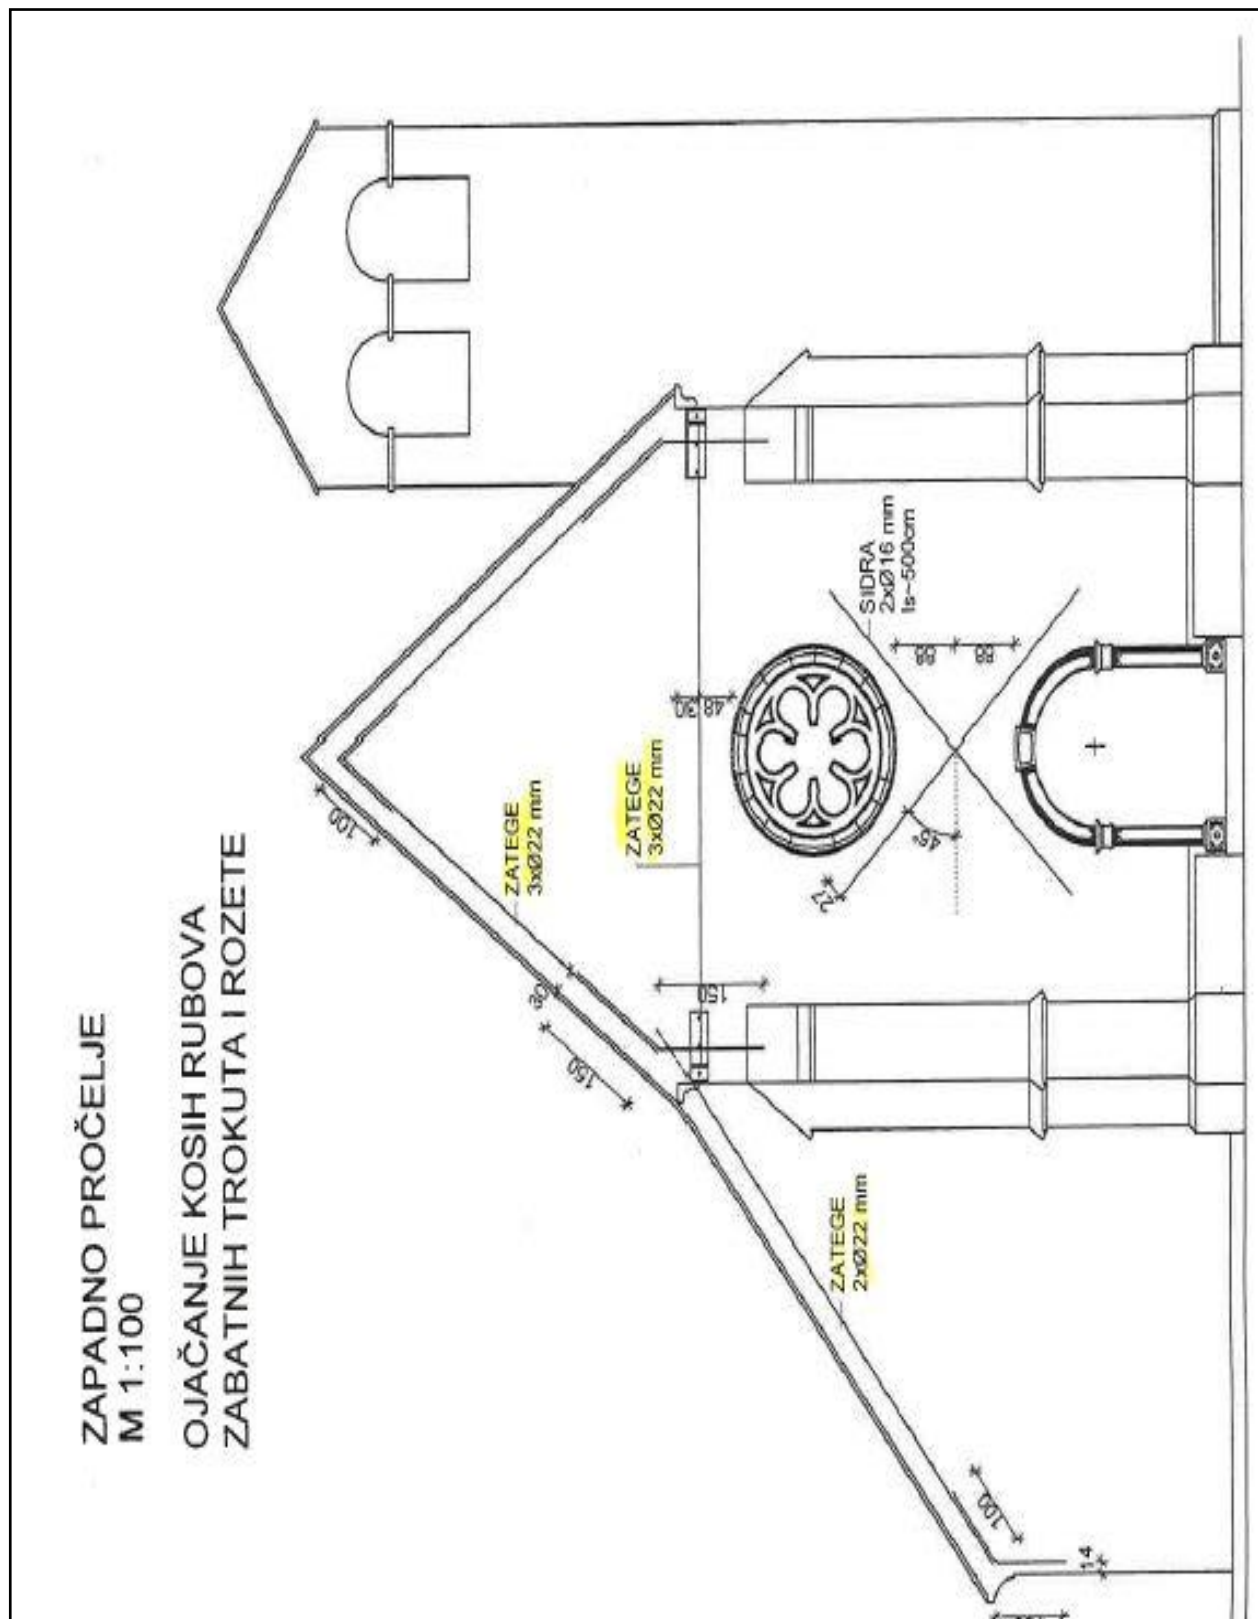 ZAPADNO PROČELJE
M 1:100
OJAČANJE KOSIH RUBOVA
ZABATNIH TROKUTA I ROZETE
100
ZATEGE
3xØ22 mm
ZATEGE
3xØ22 mm
30
48
SIDRA
2xØ16 mm
ls~500cm
88
88
45°
22
150
30
150
ZATEGE
2xØ22 mm
100
14